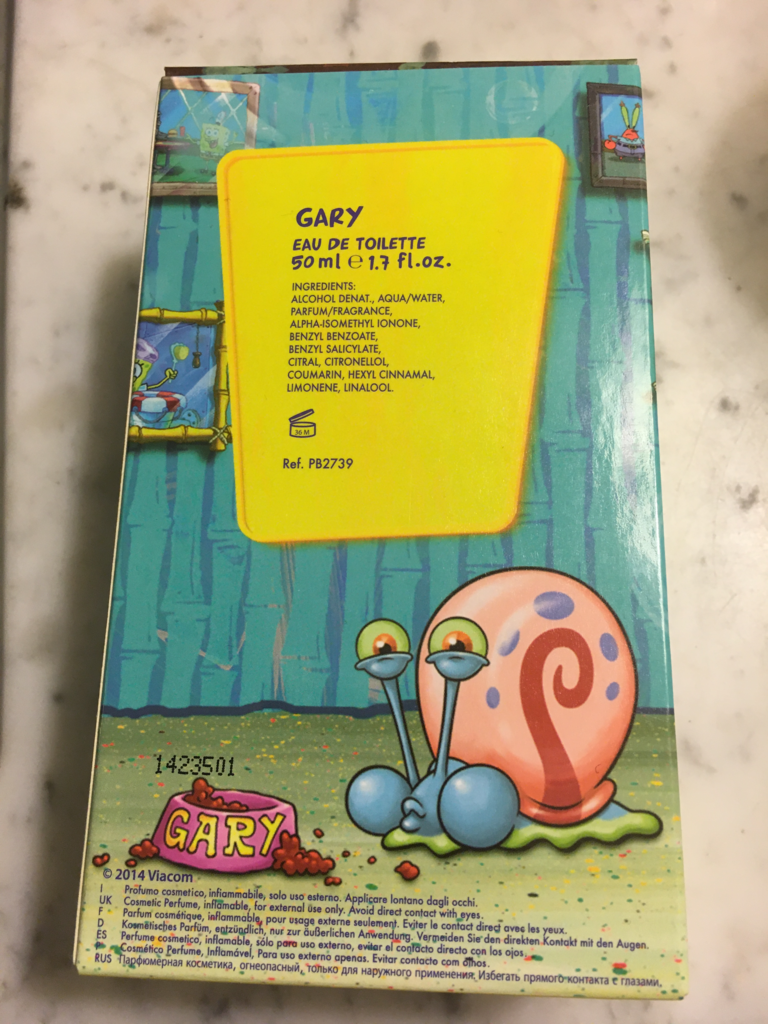 GARY
EAU DE TOILETTE
50 ml ℮ 1.7 fl.oz.
INGREDIENTS:
ALCOHOL DENAT., AQUA/WATER,
PARFUM/FRAGRANCE,
ALPHA-ISOMETHYL IONONE,
BENZYL BENZOATE,
BENZYL SALICYLATE,
CITRAL, CITRONELLOL,
COUMARIN, HEXYL CINNAMAL,
LIMONENE, LINALOOL.
36 M
Ref. PB2739
1423501
GARY
© 2014 Viacom
I Profumo cosmetico, infiammabile, solo uso esterno. Applicare lontano dagli occhi.
UK Cosmetic Perfume, inflamable, for external use only. Avoid direct contact with eyes.
F Parfum cosmétique, inflammable, pour usage externe seulement. Eviter le contact direct avec les yeux.
D Kosmetisches Parfüm, entzündlich, nur zur äußerlichen Anwendung. Vermeiden Sie den direkten Kontakt mit den Augen.
ES Perfume cosmetico, inflamable, sólo para uso externo, evitar el contacto directo con los ojos.
P Cosmético Perfume, Inflamável, Para uso externo apenas. Evitar contacto com olhos.
RUS Парфюмерная косметика, огнеопасный, только для наружного применения. Избегать прямого контакта с глазами.